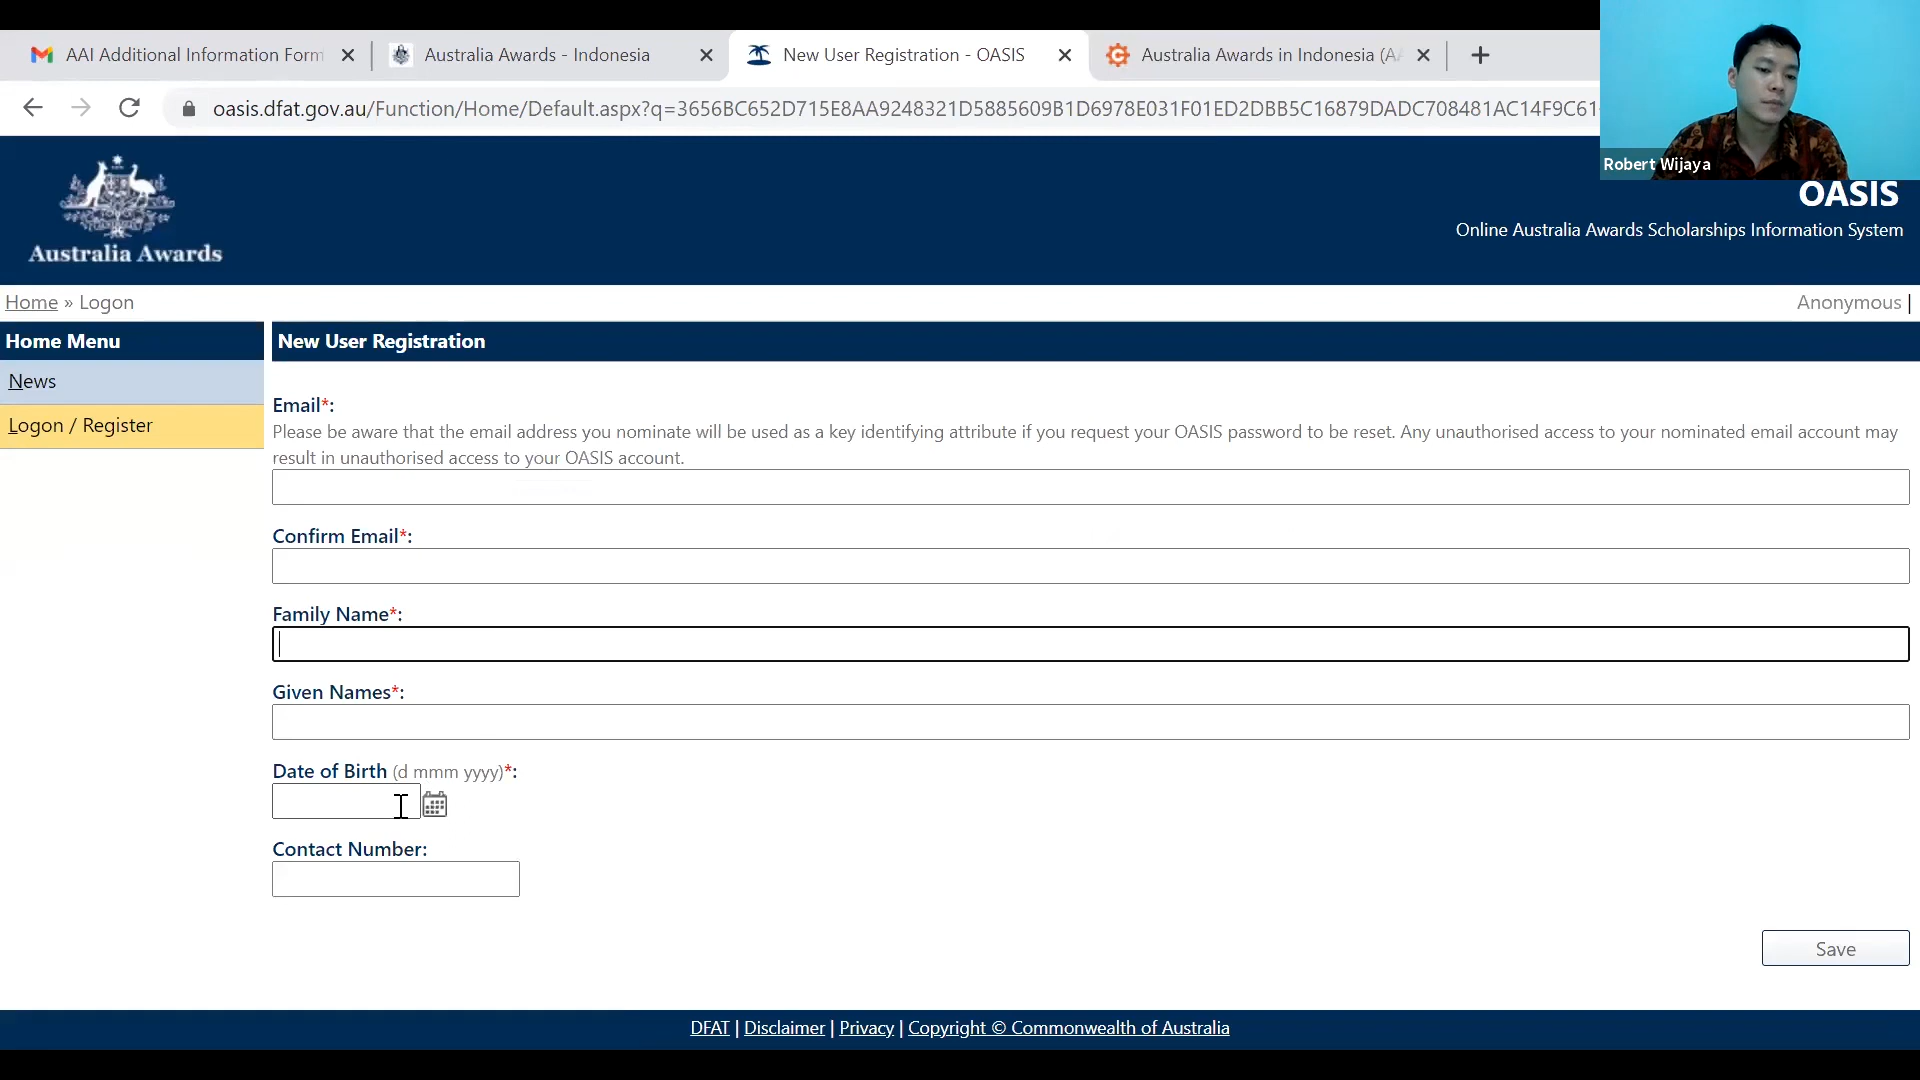 AAI Additional Information Form
Australia Awards - Indonesia
New User Registration - OASIS
Australia Awards in Indonesia (A
oasis.dfat.gov.au/Function/Home/Default.aspx?q=3656BC652D715E8AA9248321D5885609B1D6978E031F01ED2DBB5C16879DADC708481AC14F9C61
Robert Wijaya
Australia Awards
OASIS
Online Australia Awards Scholarships Information System
Home » Logon
Anonymous |
Home Menu
News
Logon / Register
New User Registration
Email*:
Please be aware that the email address you nominate will be used as a key identifying attribute if you request your OASIS password to be reset. Any unauthorised access to your nominated email account may
result in unauthorised access to your OASIS account.
Confirm Email*:
Family Name*:
Given Names*:
Date of Birth (d mmm yyyy)*:
Contact Number:
Save
DFAT | Disclaimer | Privacy | Copyright © Commonwealth of Australia